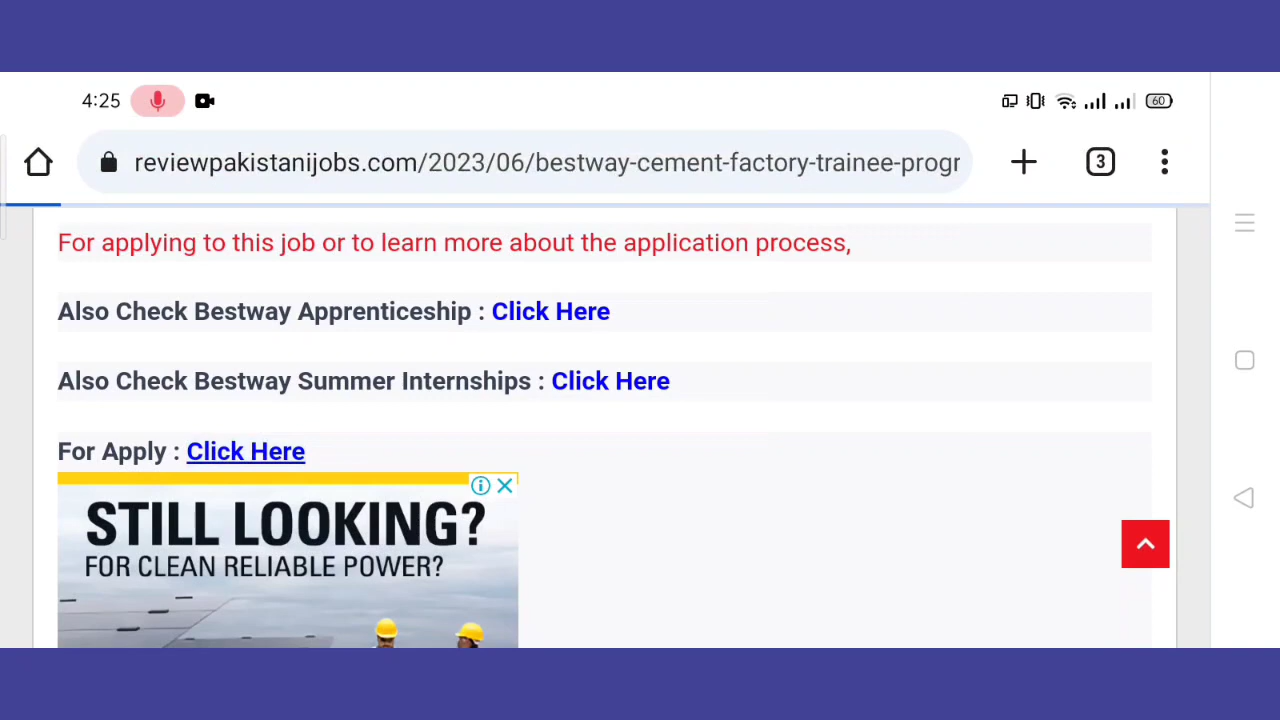 4:25
60
reviewpakistanijobs.com/2023/06/bestway-cement-factory-trainee-progr
3
For applying to this job or to learn more about the application process,
Also Check Bestway Apprenticeship : Click Here
Also Check Bestway Summer Internships : Click Here
For Apply : Click Here
STILL LOOKING?
FOR CLEAN RELIABLE POWER?